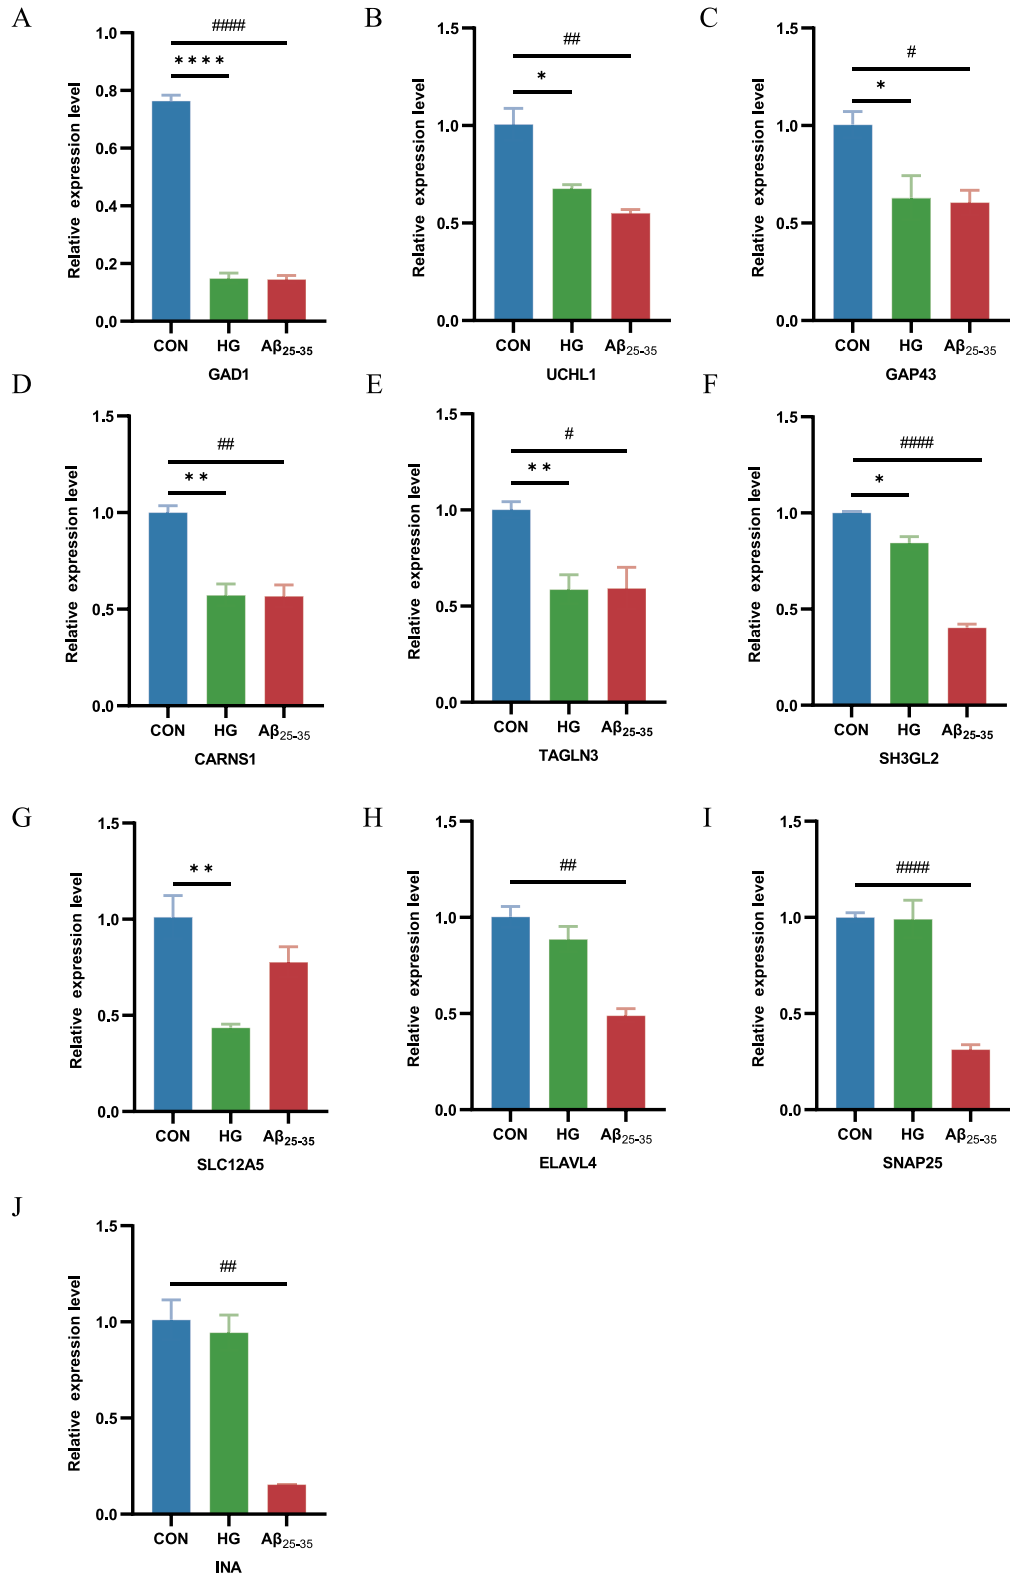 A
Relative expression level
1.0
0.8
0.6
0.4
0.2
0.0
####
****
CON HG Aβ25-35
GAD1
B
Relative expression level
1.5
1.0
0.5
0.0
##
*
CON HG Aβ25-35
UCHL1
C
Relative expression level
1.5
1.0
0.5
0.0
#
*
CON HG Aβ25-35
GAP43
D
Relative expression level
1.5
1.0
0.5
0.0
##
**
CON HG Aβ25-35
CARNS1
E
Relative expression level
1.5
1.0
0.5
0.0
#
**
CON HG Aβ25-35
TAGLN3
F
Relative expression level
1.5
1.0
0.5
0.0
####
*
CON HG Aβ25-35
SH3GL2
G
Relative expression level
1.5
1.0
0.5
0.0
**
CON HG Aβ25-35
SLC12A5
H
Relative expression level
1.5
1.0
0.5
0.0
##
CON HG Aβ25-35
ELAVL4
I
Relative expression level
1.5
1.0
0.5
0.0
####
CON HG Aβ25-35
SNAP25
J
Relative expression level
1.5
1.0
0.5
0.0
##
CON HG Aβ25-35
INA